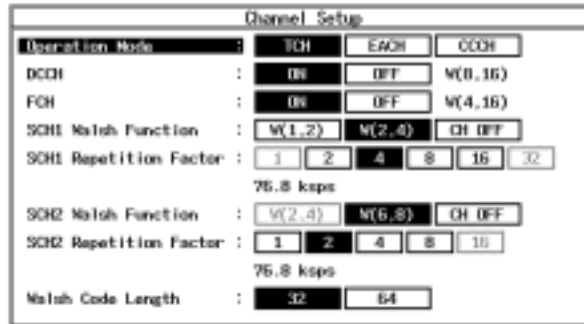 Channel Setup
Operation Mode : TCH EACH CCCH
DCCH : ON OFF W(8,16)
FCH : ON OFF W(4,16)
SCH1 Walsh Function : W(1,2) W(2,4) CH OFF
SCH1 Repetition Factor : 1 2 4 8 16 32
76.8 ksps
SCH2 Walsh Function : W(2,4) W(6,8) CH OFF
SCH2 Repetition Factor : 1 2 4 8 16
76.8 ksps
Walsh Code Length : 32 64